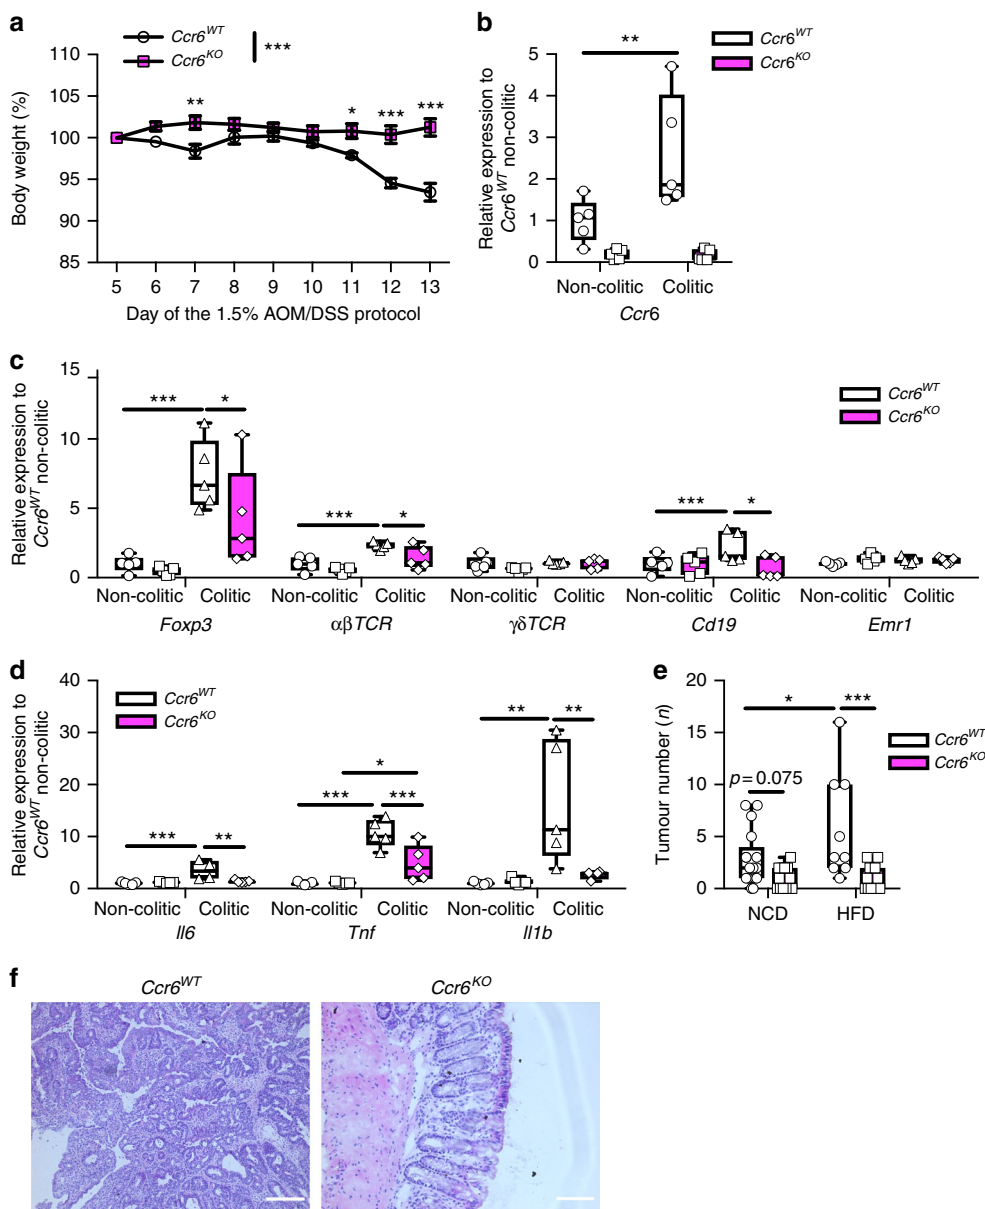 a
Ccr6WT
Ccr6KO
***
110
105
100
95
90
85
Body weight (%)
**
*
***
***
5 6 7 8 9 10 11 12 13
Day of the 1.5% AOM/DSS protocol
b
Ccr6WT
Ccr6KO
**
5
4
3
2
1
0
Relative expression to
Ccr6WT non-colitic
Non-colitic Colitic
Ccr6
c
15
10
5
0
Relative expression to
Ccr6WT non-colitic
Ccr6WT
Ccr6KO
*** *
*** *
*** *
Non-colitic Colitic Non-colitic Colitic Non-colitic Colitic Non-colitic Colitic Non-colitic Colitic
Foxp3 αβTCR γδTCR Cd19 Emr1
d
40
30
20
10
0
Relative expression to
Ccr6WT non-colitic
Ccr6WT
Ccr6KO
*** **
*
*** ***
** **
Non-colitic Colitic Non-colitic Colitic Non-colitic Colitic
Il6 Tnf Il1b
e
20
15
10
5
0
Tumour number (n)
* ***
p=0.075
Ccr6WT
Ccr6KO
NCD HFD
f
Ccr6WT Ccr6KO